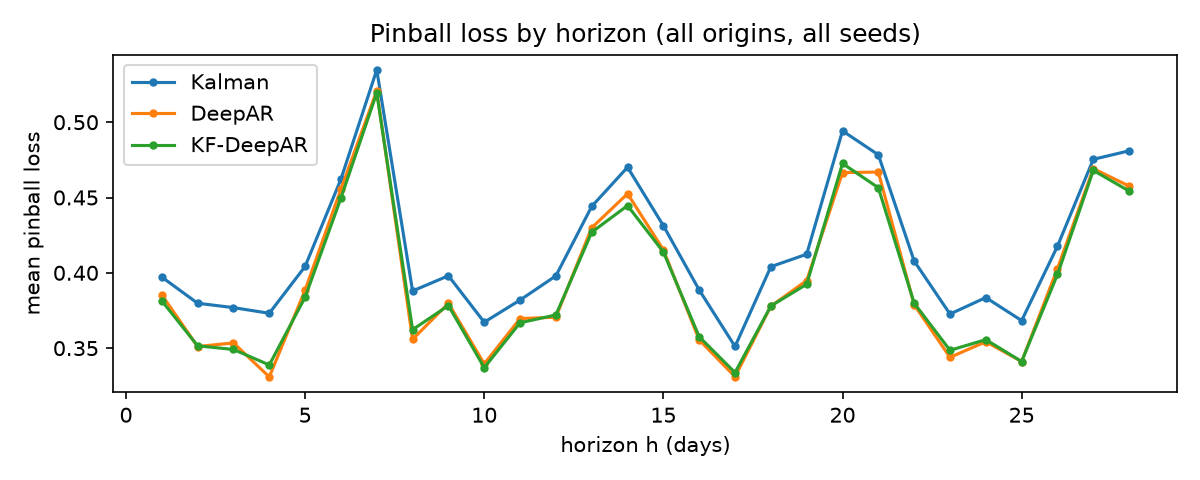 Pinball loss by horizon (all origins, all seeds)
Kalman
DeepAR
KF-DeepAR
mean pinball loss
0.50
0.45
0.40
0.35
0 5 10 15 20 25
horizon h (days)